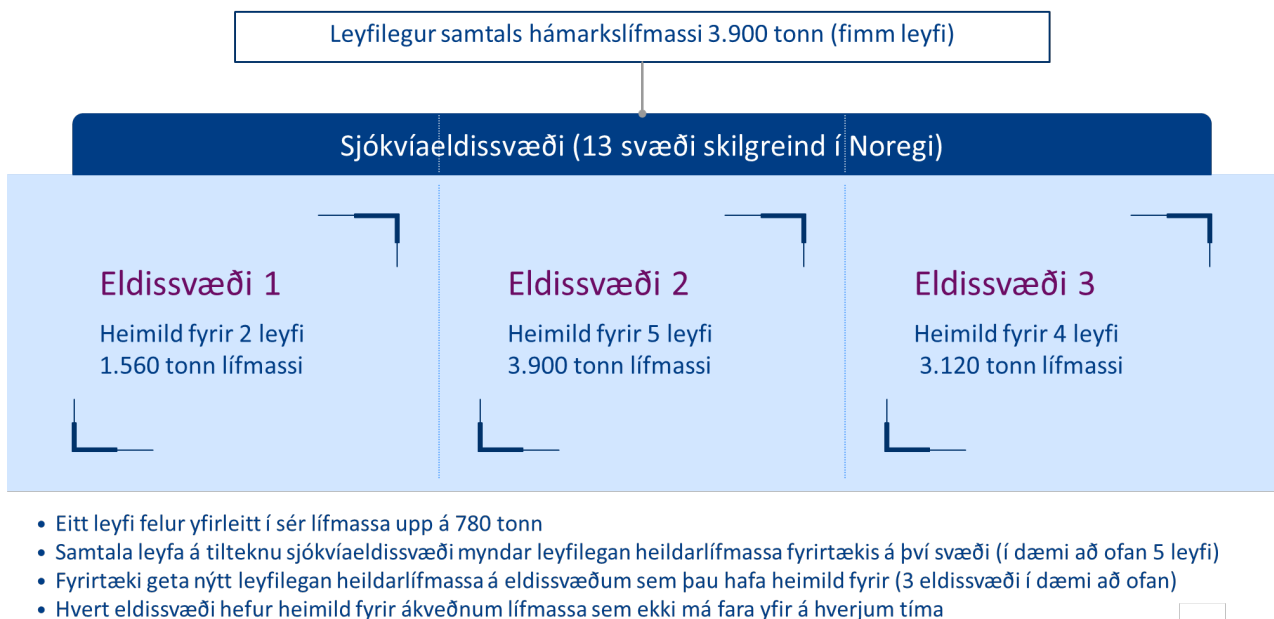 Leyfilegur samtals hámarkslífmassi 3.900 tonn (fimm leyfi)
Sjókvíaeldissvæði (13 svæði skilgreind í Noregi)
Eldissvæði 1
Heimild fyrir 2 leyfi
1.560 tonn lífmassi
Eldissvæði 2
Heimild fyrir 5 leyfi
3.900 tonn lífmassi
Eldissvæði 3
Heimild fyrir 4 leyfi
3.120 tonn lífmassi
• Eitt leyfi felur yfirleitt í sér lífmassa upp á 780 tonn
• Samtala leyfa á tilteknu sjókvíaeldissvæði myndar leyfilegan heildarlífmassa fyrirtækis á því svæði (í dæmi að ofan 5 leyfi)
• Fyrirtæki geta nýtt leyfilegan heildarlífmassa á eldissvæðum sem þau hafa heimild fyrir (3 eldissvæði í dæmi að ofan)
• Hvert eldissvæði hefur heimild fyrir ákveðnum lífmassa sem ekki má fara yfir á hverjum tíma